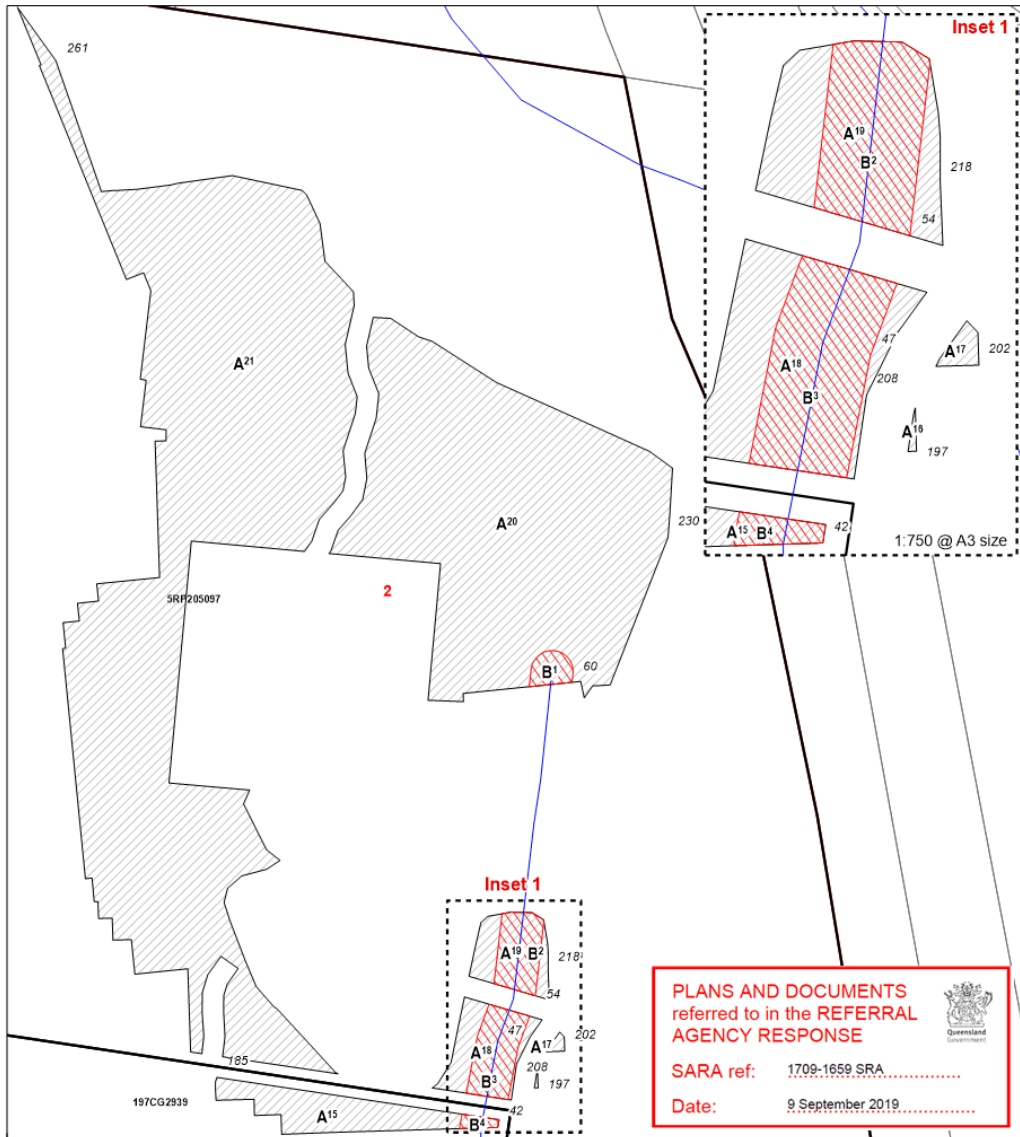 261
Inset 1
A19
B2
218
54
A21
47
A17
202
A18
208
B3
A16
197
A20
230
A15 B4
42
1:750 @ A3 size
2
5RP205097
B1
60
Inset 1
A19 B2
218
54
47
A17
202
A18
208
B3
197
185
42
197CG2939
A15
B4
PLANS AND DOCUMENTS
referred to in the REFERRAL
AGENCY RESPONSE
Queensland
Government
SARA ref: 1709-1659 SRA
Date: 9 September 2019